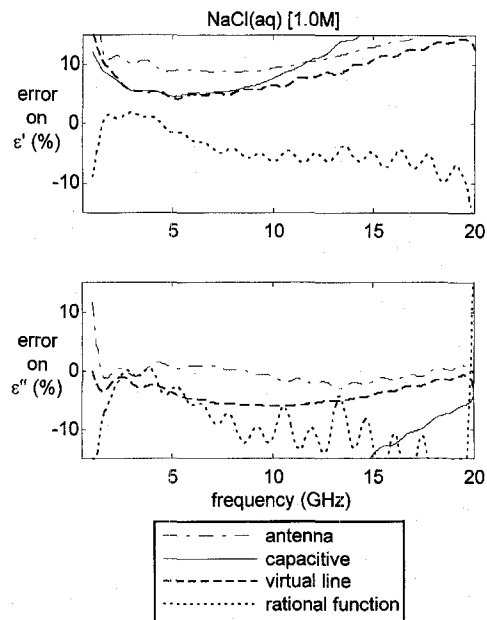 NaCl(aq) [1.0M]
10
error
on
ε' (%)
0
-10
5
10
15
20
10
error
on
ε" (%)
0
-10
5
10
15
20
frequency (GHz)
antenna
capacitive
virtual line
rational function